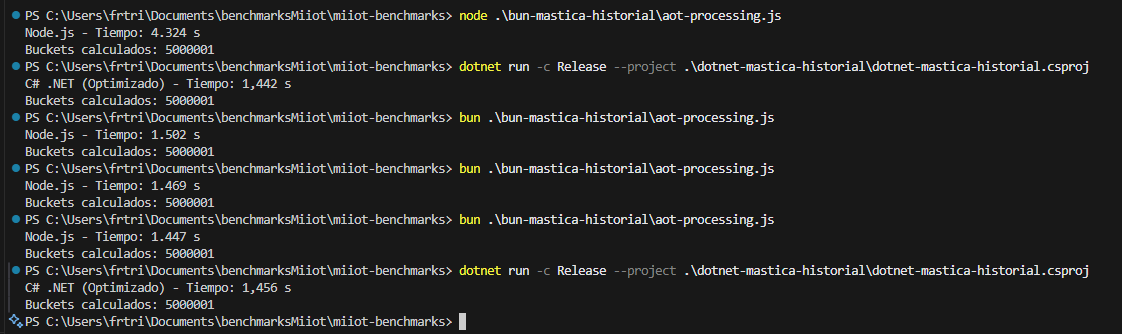 PS C:\Users\frtri\Documents\benchmarksMiiot\miiot-benchmarks> node .\bun-mastica-historial\aot-processing.js
Node.js - Tiempo: 4.324 s
Buckets calculados: 5000001
PS C:\Users\frtri\Documents\benchmarksMiiot\miiot-benchmarks> dotnet run -c Release --project .\dotnet-mastica-historial\dotnet-mastica-historial.csproj
C# .NET (Optimizado) - Tiempo: 1,442 s
Buckets calculados: 5000001
PS C:\Users\frtri\Documents\benchmarksMiiot\miiot-benchmarks> bun .\bun-mastica-historial\aot-processing.js
Node.js - Tiempo: 1.502 s
Buckets calculados: 5000001
PS C:\Users\frtri\Documents\benchmarksMiiot\miiot-benchmarks> bun .\bun-mastica-historial\aot-processing.js
Node.js - Tiempo: 1.469 s
Buckets calculados: 5000001
PS C:\Users\frtri\Documents\benchmarksMiiot\miiot-benchmarks> bun .\bun-mastica-historial\aot-processing.js
Node.js - Tiempo: 1.447 s
Buckets calculados: 5000001
PS C:\Users\frtri\Documents\benchmarksMiiot\miiot-benchmarks> dotnet run -c Release --project .\dotnet-mastica-historial\dotnet-mastica-historial.csproj
C# .NET (Optimizado) - Tiempo: 1,456 s
Buckets calculados: 5000001
PS C:\Users\frtri\Documents\benchmarksMiiot\miiot-benchmarks>